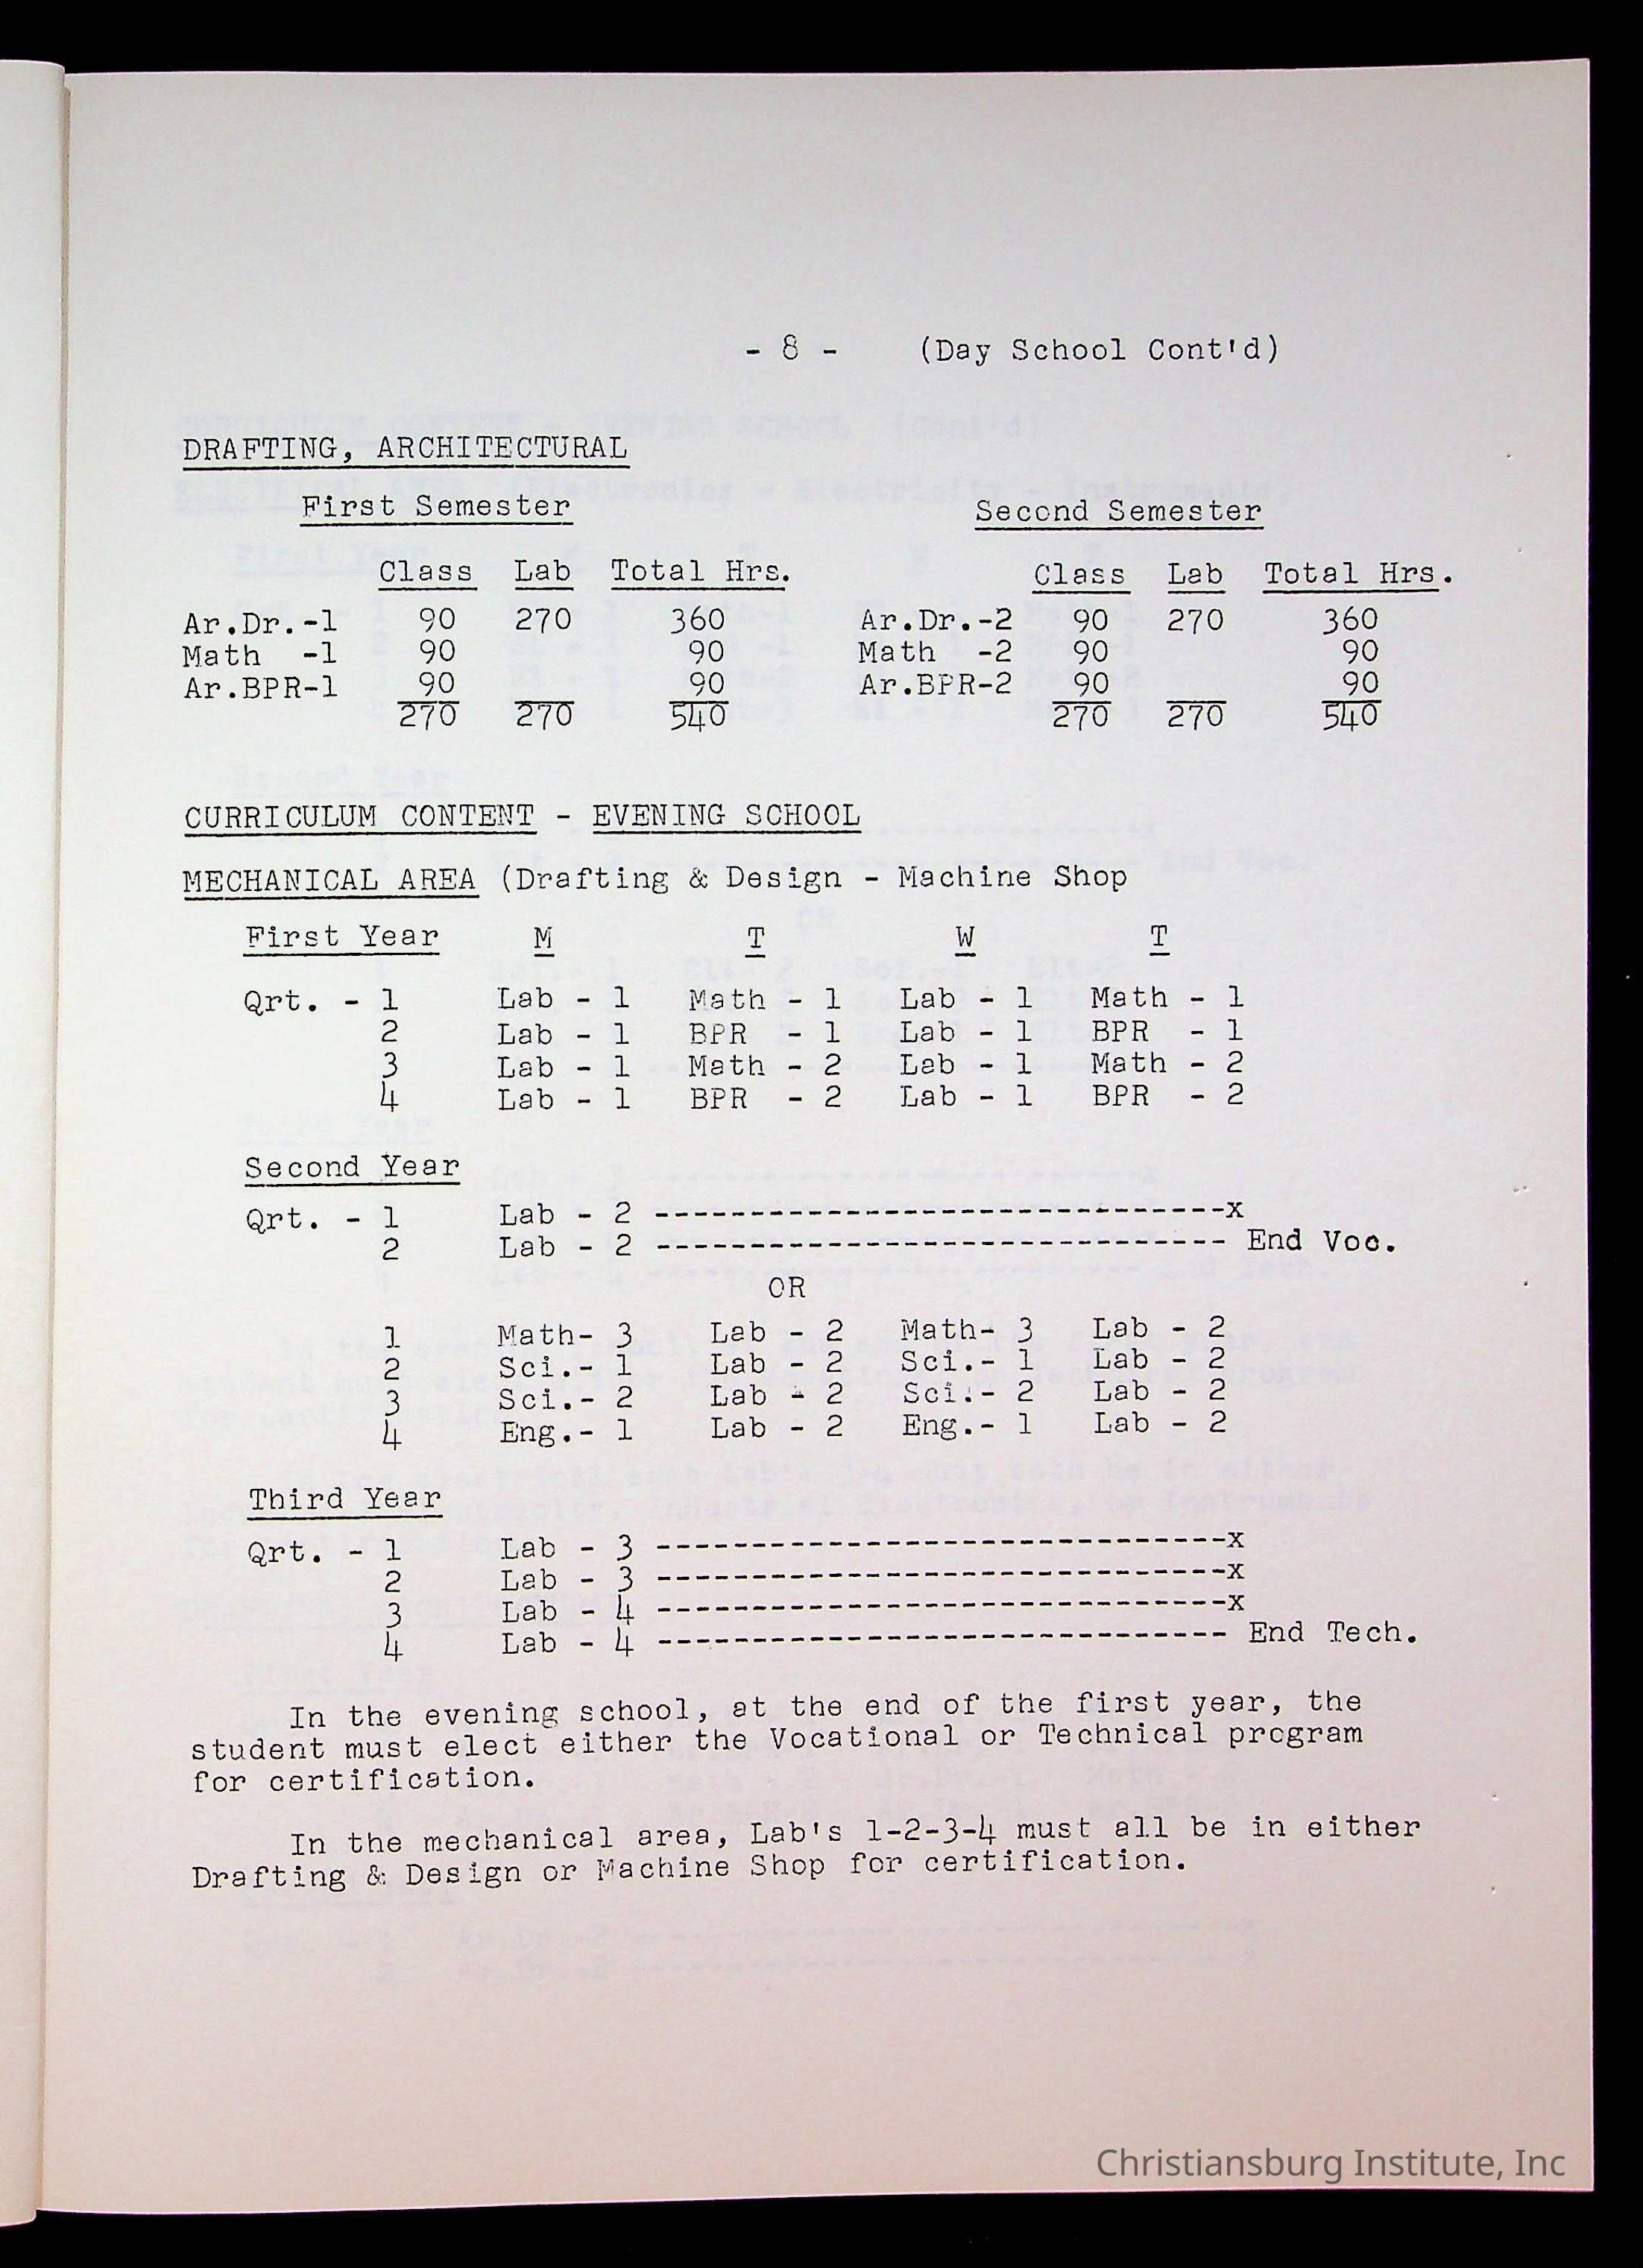 - 8 - (Day School Cont'd)
DRAFTING, ARCHITECTURAL
First Semester Second Semester
Class Lab Total Hrs. Class Lab Total Hrs.
Ar.Dr.-1 90 270 360 Ar.Dr.-2 90 270 360
Math -1 90 90 Math -2 90 90
Ar.BPR-1 90 90 Ar.BPR-2 90 90
270 270 540 270 270 540
CURRICULUM CONTENT - EVENING SCHOOL
MECHANICAL AREA (Drafting & Design - Machine Shop
First Year M T W T
Qrt. - 1 Lab - 1 Math - 1 Lab - 1 Math - 1
2 Lab - 1 BPR - 1 Lab - 1 BPR - 1
3 Lab - 1 Math - 2 Lab - 1 Math - 2
4 Lab - 1 BPR - 2 Lab - 1 BPR - 2
Second Year
Qrt. - 1 Lab - 2 ------------------------------x
2 Lab - 2 ------------------------------ End Voc.
OR
1 Math- 3 Lab - 2 Math- 3 Lab - 2
2 Sci.- 1 Lab - 2 Sci.- 1 Lab - 2
3 Sci.- 2 Lab - 2 Sci.- 2 Lab - 2
4 Eng.- 1 Lab - 2 Eng.- 1 Lab - 2
Third Year
Qrt. - 1 Lab - 3 ------------------------------x
2 Lab - 3 ------------------------------x
3 Lab - 4 ------------------------------x
4 Lab - 4 ------------------------------ End Tech.
In the evening school, at the end of the first year, the
student must elect either the Vocational or Technical program
for certification.
In the mechanical area, Lab's 1-2-3-4 must all be in either
Drafting & Design or Machine Shop for certification.
Christiansburg Institute, Inc